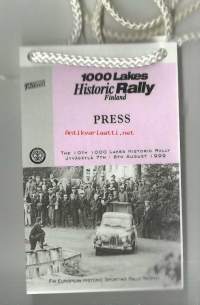 1000 Lakes
Historic Rally
Finland
Antikvariaatti.net
PRESS
The 10th 1000 Lakes Historic Rally
Jyväskylä 7th - 8th August 1999
FIA European Historic Sporting Rally Trophy